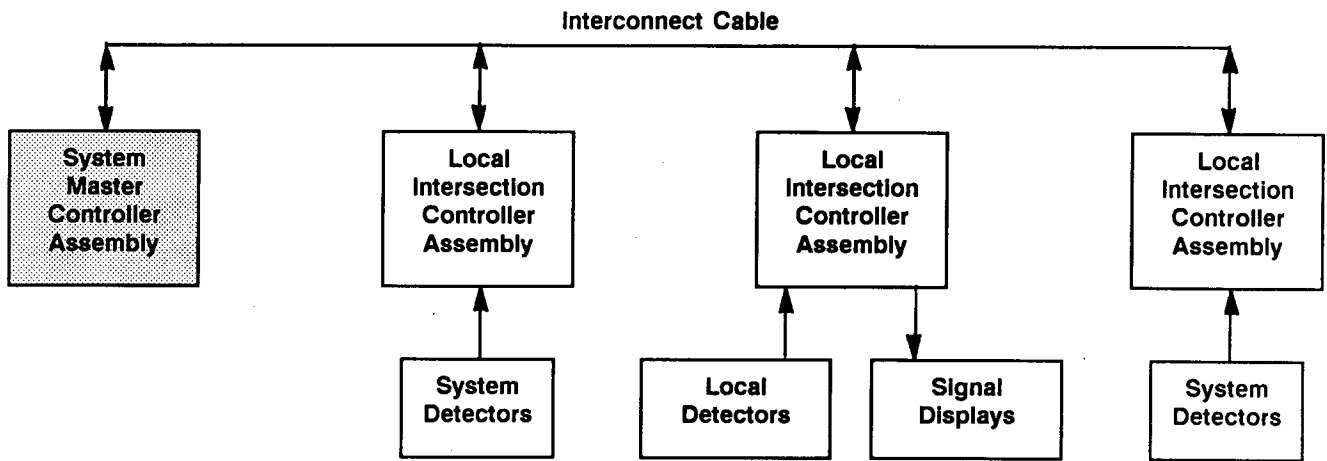 Interconnect Cable
System
Master
Controller
Assembly
Local
Intersection
Controller
Assembly
Local
Intersection
Controller
Assembly
Local
Intersection
Controller
Assembly
System
Detectors
Local
Detectors
Signal
Displays
System
Detectors